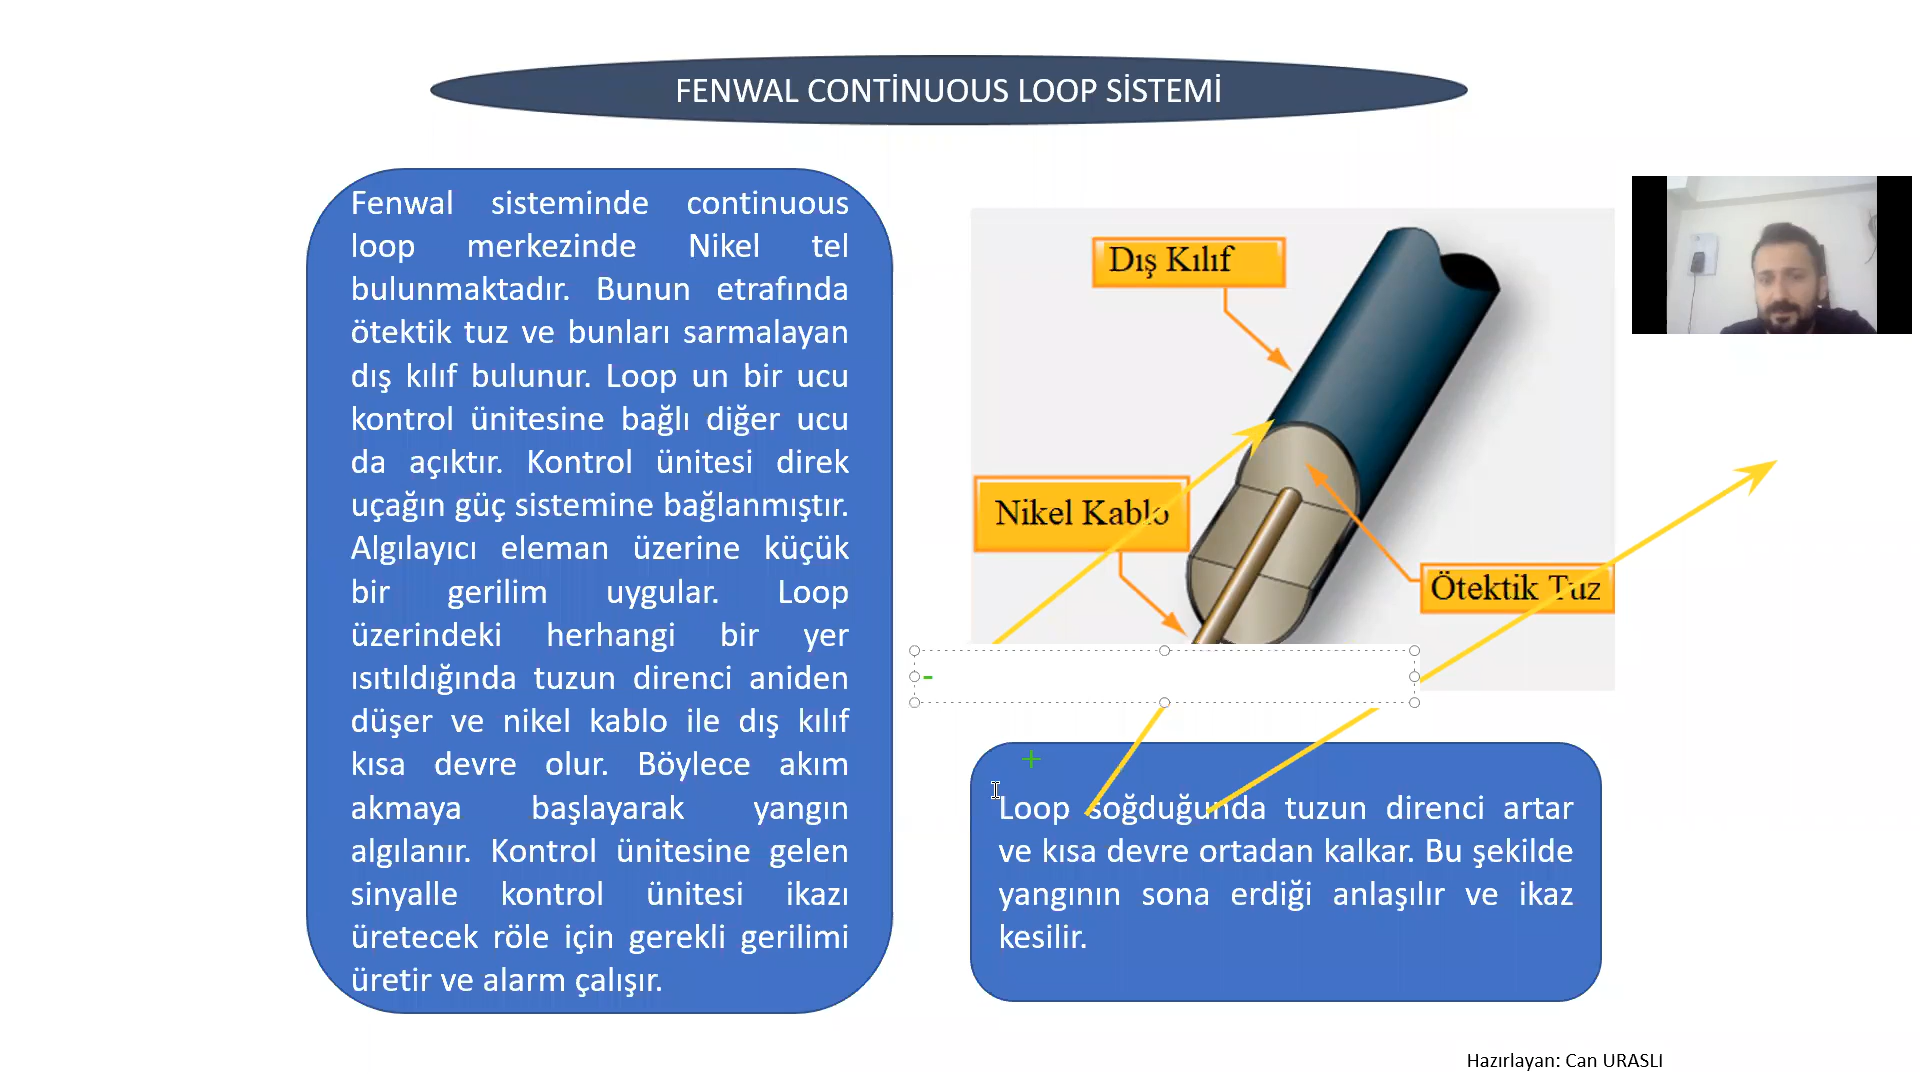 FENWAL CONTİNUOUS LOOP SİSTEMİ
Fenwal sisteminde continuous
loop merkezinde Nikel tel
bulunmaktadır. Bunun etrafında
ötektik tuz ve bunları sarmalayan
dış kılıf bulunur. Loop un bir ucu
kontrol ünitesine bağlı diğer ucu
da açıktır. Kontrol ünitesi direk
uçağın güç sistemine bağlanmıştır.
Algılayıcı eleman üzerine küçük
bir gerilim uygular. Loop
üzerindeki herhangi bir yer
ısıtıldığında tuzun direnci aniden
düşer ve nikel kablo ile dış kılıf
kısa devre olur. Böylece akım
akmaya başlayarak yangın
algılanır. Kontrol ünitesine gelen
sinyalle kontrol ünitesi ikazı
üretecek röle için gerekli gerilimi
üretir ve alarm çalışır.
Dış Kılıf
Nikel Kablo
Ötektik Tuz
-
+
Loop soğduğunda tuzun direnci artar
ve kısa devre ortadan kalkar. Bu şekilde
yangının sona erdiği anlaşılır ve ikaz
kesilir.
Hazırlayan: Can URASLI